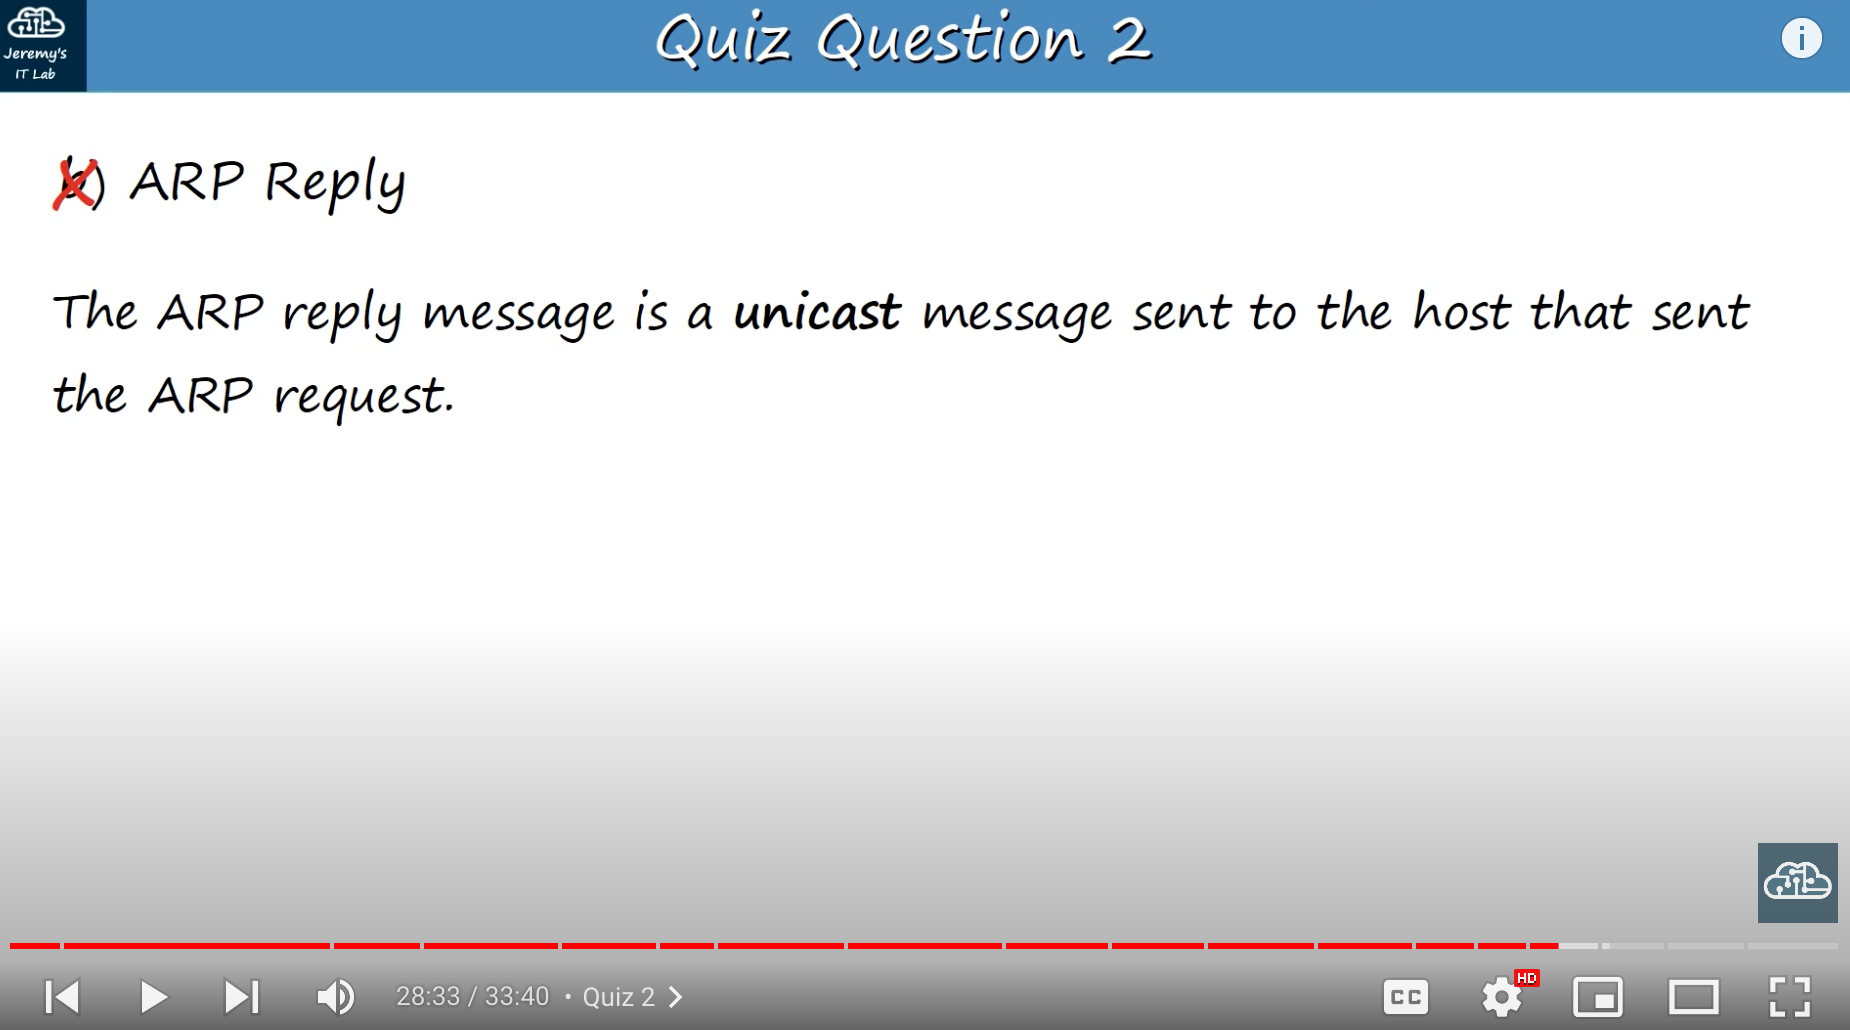 Jeremy's
IT Lab
Quiz Question 2
b) ARP Reply
The ARP reply message is a unicast message sent to the host that sent
the ARP request.
28:33 / 33:40 • Quiz 2
CC
HD